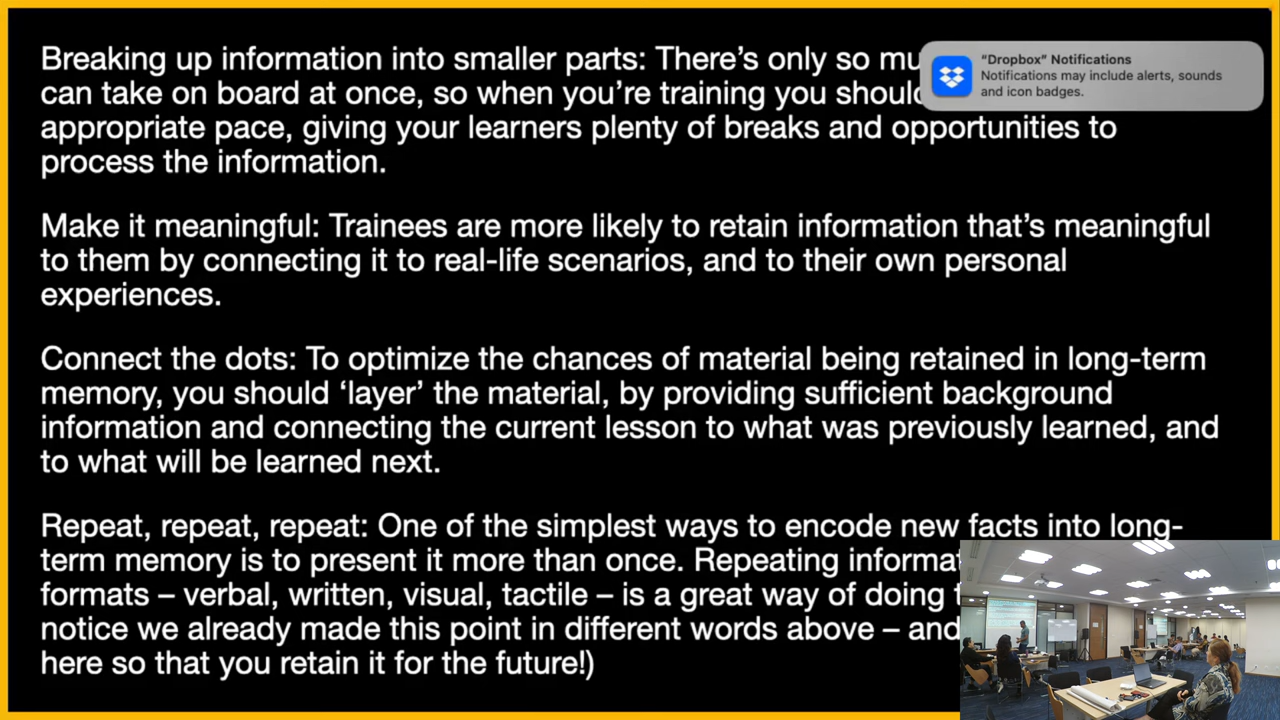 Breaking up information into smaller parts: There's only so
can take on board at once, so when you're training you
appropriate pace, giving your learners plenty of breaks and opportunities to
process the information.
Make it meaningful: Trainees are more likely to retain information that's meaningful
to them by connecting it to real-life scenarios, and to their own personal
experiences.
Connect the dots: To optimize the chances of material being retained in long-term
memory, you should ‘layer’ the material, by providing sufficient background
information and connecting the current lesson to what was previously learned, and
to what will be learned next.
Repeat, repeat, repeat: One of the simplest ways to encode new facts into long-
term memory is to present it more than once. Repeating
formats – verbal, written, visual, tactile – is a great way of doing
notice we already made this point in different words above – and
here so that you retain it for the future!)
“Dropbox” Notifications
Notifications may include alerts, sounds
and icon badges.